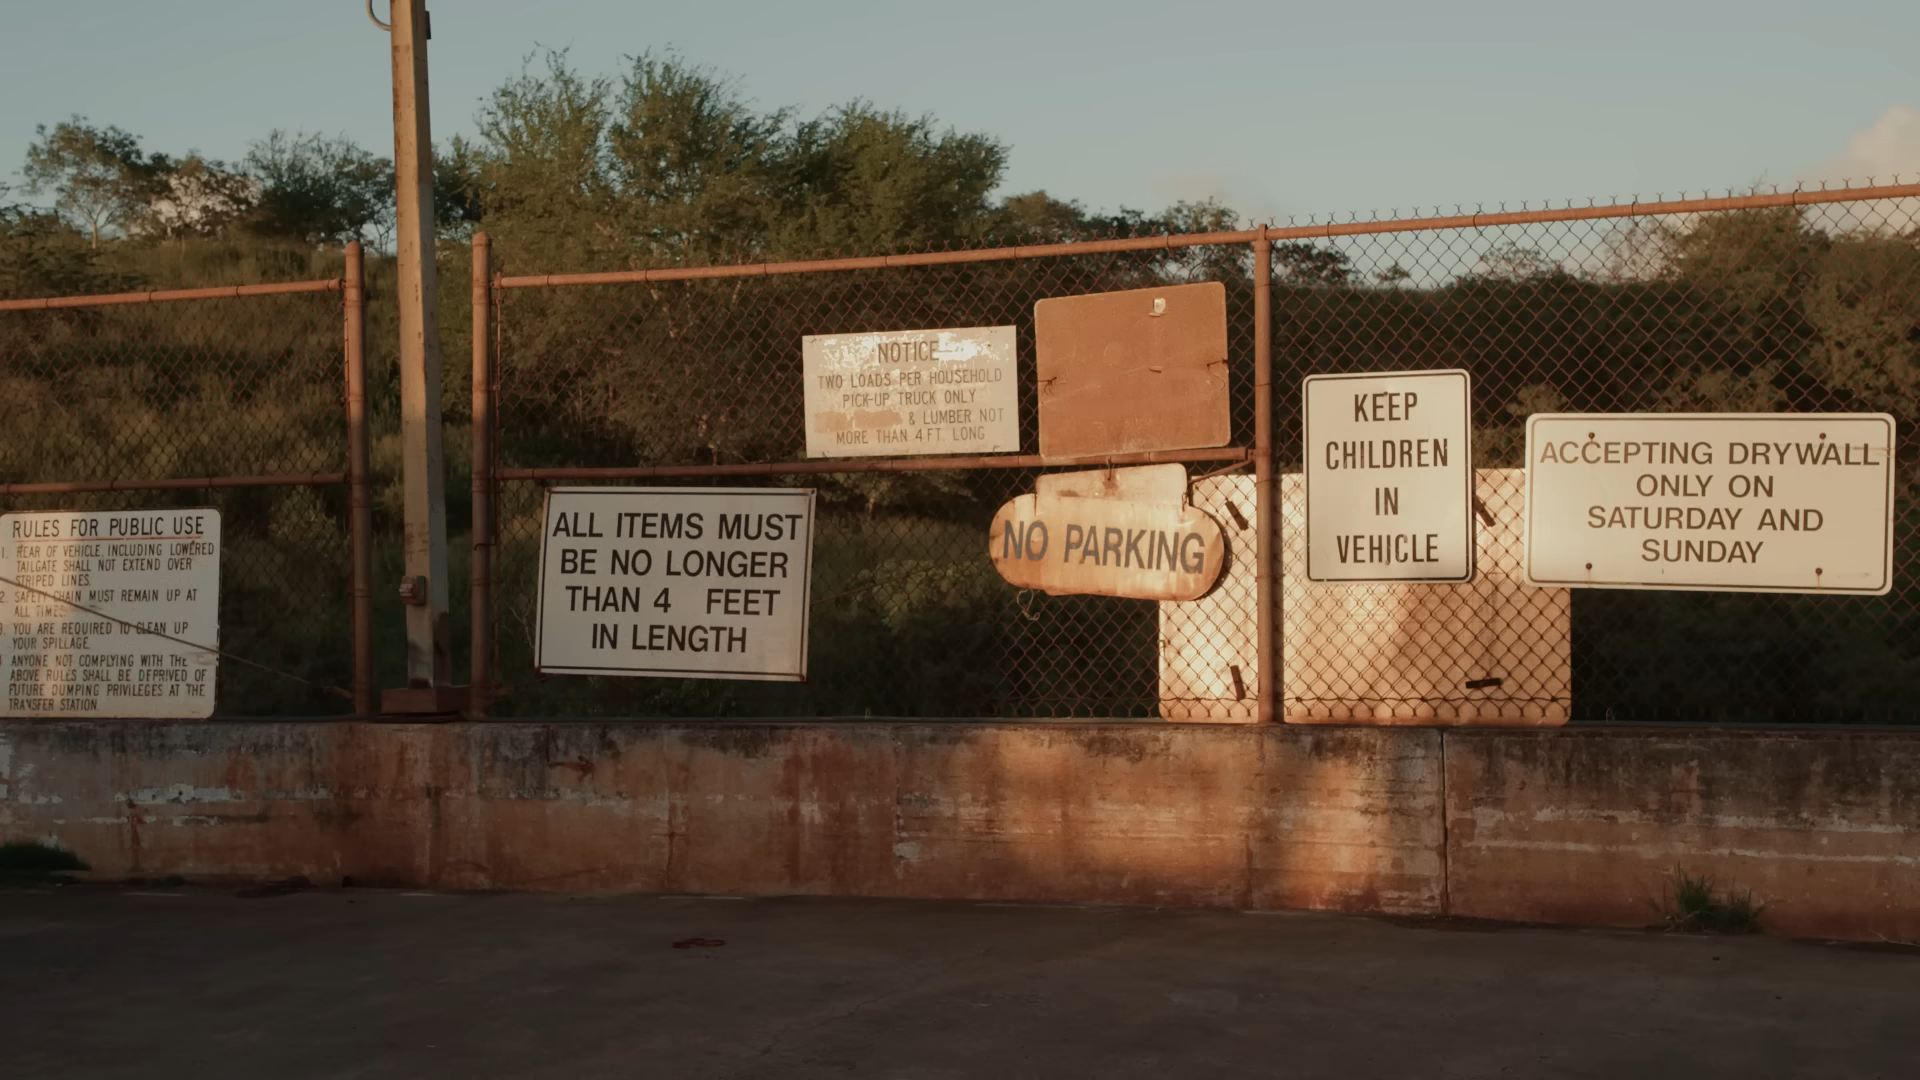 RULES FOR PUBLIC USE
1. REAR OF VEHICLE, INCLUDING LOWERED
TAILGATE SHALL NOT EXTEND OVER
STRIPED LINES.
2. SAFETY CHAIN MUST REMAIN UP AT
ALL TIMES.
3. YOU ARE REQUIRED TO CLEAN UP
YOUR SPILLAGE.
ANYONE NOT COMPLYING WITH THE
ABOVE RULES SHALL BE DEPRIVED OF
FUTURE DUMPING PRIVILEGES AT THE
TRANSFER STATION
ALL ITEMS MUST
BE NO LONGER
THAN 4 FEET
IN LENGTH
NOTICE
TWO LOADS PER HOUSEHOLD
PICK-UP TRUCK ONLY
& LUMBER NOT
MORE THAN 4 FT. LONG
NO PARKING
KEEP
CHILDREN
IN
VEHICLE
ACCEPTING DRYWALL
ONLY ON
SATURDAY AND
SUNDAY